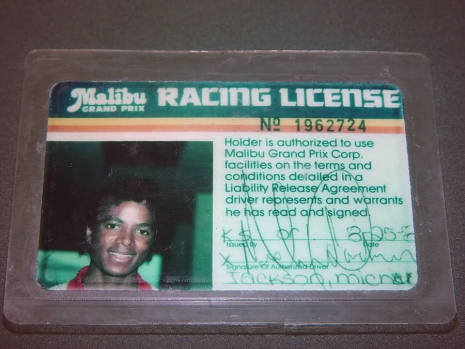 Malibu
GRAND PRIX
RACING LICENSE
Nº 1962724
Holder is authorized to use
Malibu Grand Prix Corp.
facilities on the terms and
conditions detailed in a
Liability Release Agreement
driver represents and warrants
he has read and signed.
Issued by Date
X
Signature of Authorized Driver
Jackson, Michael